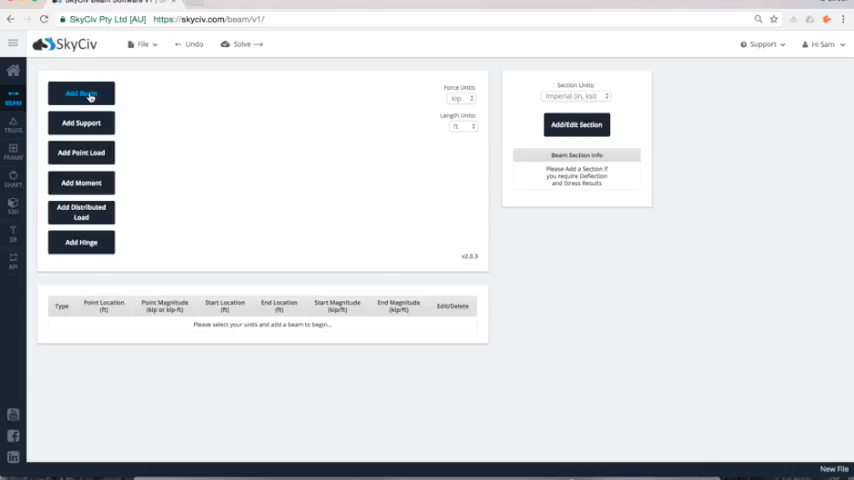 SkyCiv Pty Ltd [AU]
https://skyciv.com/beam/v1/
SkyCiv
File
Undo
Solve
Support
Hi Sam
BEAM
TRUSS
FRAME
SHAFT
S3D
SB
API
Add Beam
Add Support
Add Point Load
Add Moment
Add Distributed
Load
Add Hinge
Force Units:
kip
Length Units:
ft
v2.0.3
Section Units:
Imperial (in, ksi)
Add/Edit Section
Beam Section Info
Please Add a Section if
you require Deflection
and Stress Results
Type
Point Location
(ft)
Point Magnitude
(kip or kip-ft)
Start Location
(ft)
End Location
(ft)
Start Magnitude
(kip/ft)
End Magnitude
(kip/ft)
Edit/Delete
Please select your units and add a beam to begin...
New File